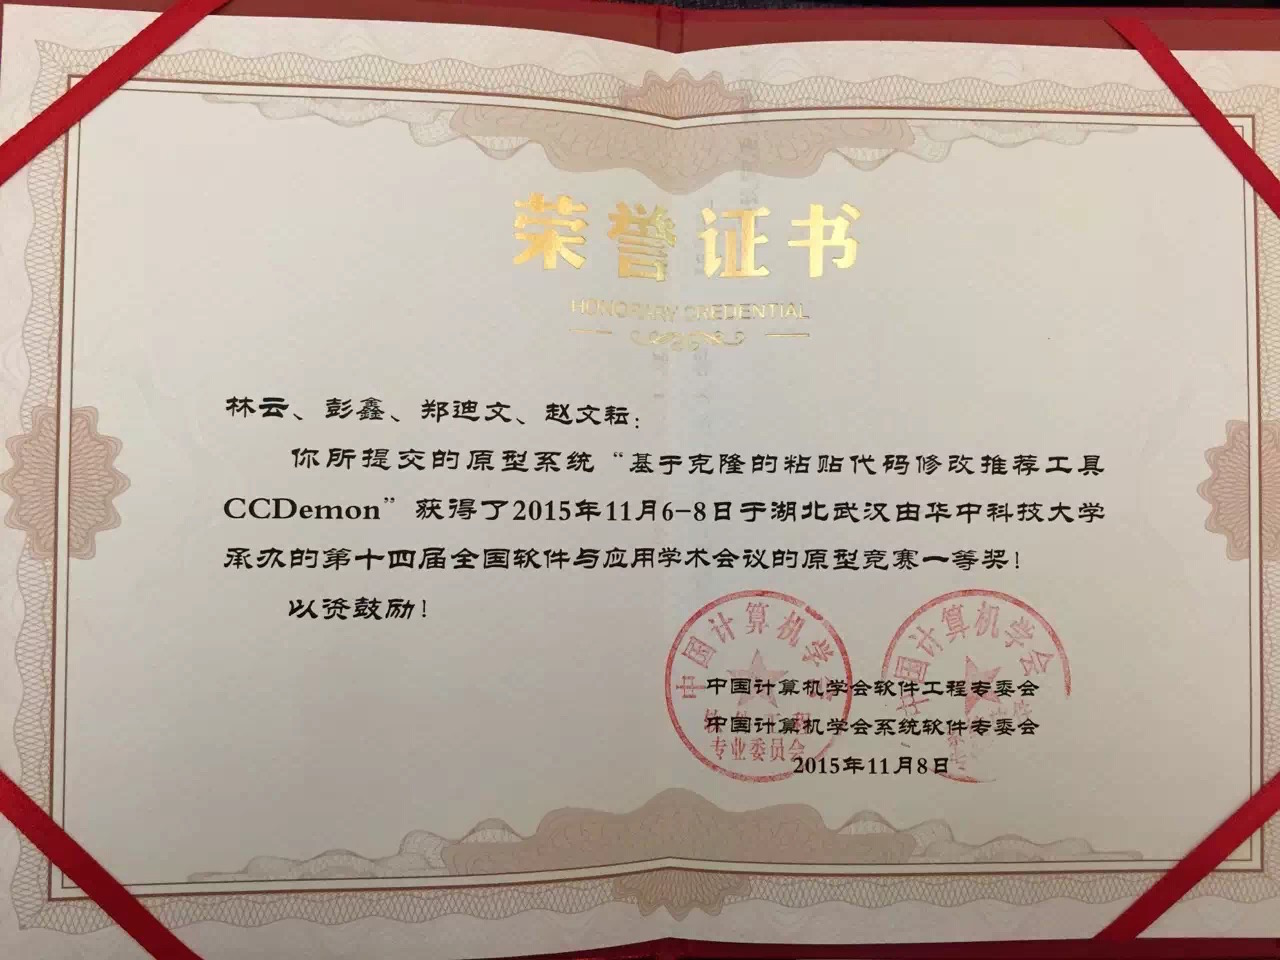 荣誉证书
HONORARY CREDENTIAL
林云、彭鑫、郑迪文、赵文耘：
你所提交的原型系统“基于克隆的粘贴代码修改推荐工具
CCDemon”获得了2015年11月6-8日于湖北武汉由华中科技大学
承办的第十四届全国软件与应用学术会议的原型竞赛一等奖！
以资鼓励！
中国计算机学会软件工程专委会
中国计算机学会系统软件专委会
2015年11月8日
中国计算机学会
软件工程
专业委员会
中国计算机学会